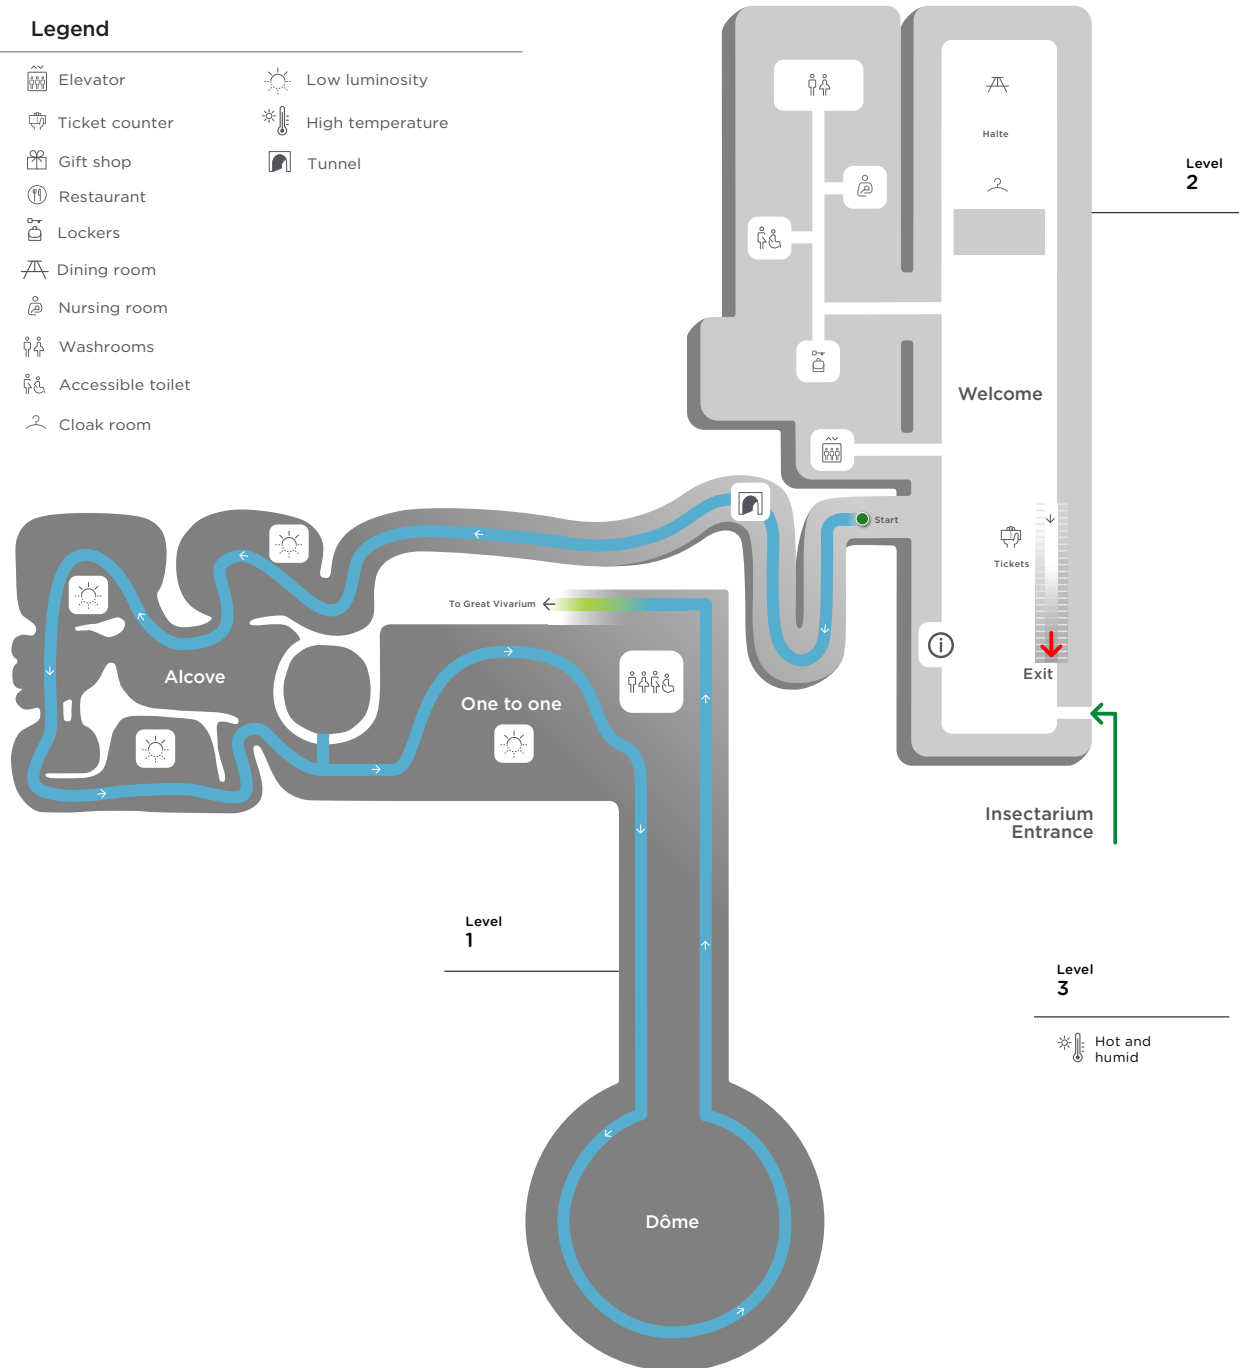 Legend
Elevator
Ticket counter
Gift shop
Restaurant
Lockers
Dining room
Nursing room
Washrooms
Accessible toilet
Cloak room
Low luminosity
High temperature
Tunnel
Halte
Level
2
Welcome
Start
Tickets
Exit
To Great Vivarium
Alcove
One to one
Insectarium
Entrance
Level
1
Level
3
Hot and
humid
Dôme